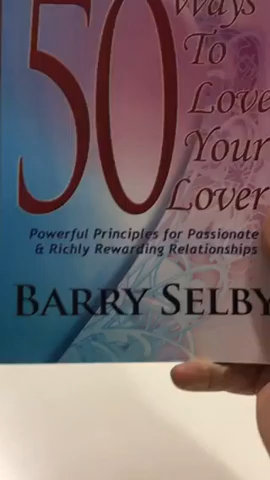 50
Ways
To
Love
Your
Lover
Powerful Principles for Passionate
& Richly Rewarding Relationships
BARRY SELBY